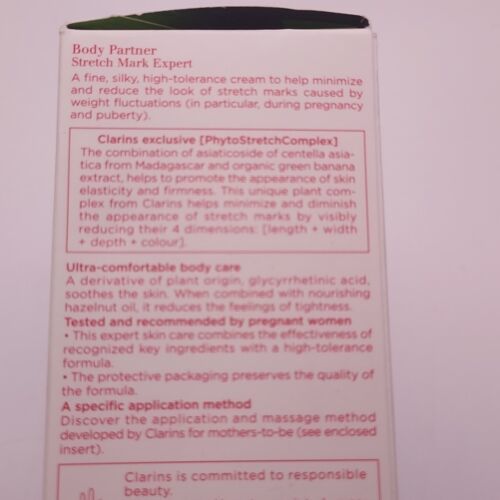 Body Partner
Stretch Mark Expert
A fine, silky, high-tolerance cream to help minimize
and reduce the look of stretch marks caused by
weight fluctuations (in particular, during pregnancy
and puberty).
Clarins exclusive [PhytoStretchComplex]
The combination of asiaticoside of centella asia-
tica from Madagascar and organic green banana
extract, helps to promote the appearance of skin
elasticity and firmness. This unique plant com-
plex from Clarins helps minimize and diminish
the appearance of stretch marks by visibly
reducing their 4 dimensions: [length + width
+ depth + colour].
Ultra-comfortable body care
A derivative of plant origin, glycyrrhetinic acid,
soothes the skin. When combined with nourishing
hazelnut oil, it reduces the feelings of tightness.
Tested and recommended by pregnant women
• This expert skin care combines the effectiveness of
recognized key ingredients with a high-tolerance
formula.
• The protective packaging preserves the quality of
the formula.
A specific application method
Discover the application and massage method
developed by Clarins for mothers-to-be (see enclosed
insert).
Clarins is committed to responsible
beauty.